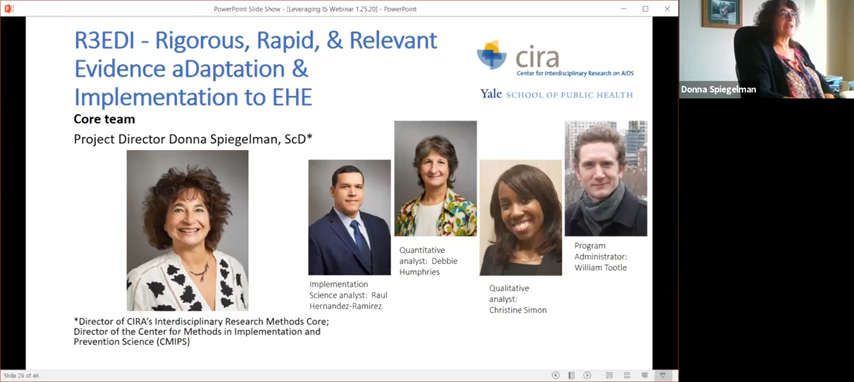 PowerPoint Slide Show - [Leveraging IS Webinar 1.25.20] - PowerPoint
R3EDI - Rigorous, Rapid, & Relevant
Evidence aDaptation &
Implementation to EHE
cira
Center for Interdisciplinary Research on AIDS
Yale SCHOOL OF PUBLIC HEALTH
Core team
Project Director Donna Spiegelman, ScD*
Donna Spiegelman
Implementation
Science analyst: Raul
Hernandez-Ramirez
Quantitative
analyst: Debbie
Humphries
Qualitative
analyst:
Christine Simon
Program
Administrator:
William Tootle
*Director of CIRA's Interdisciplinary Research Methods Core;
Director of the Center for Methods in Implementation and
Prevention Science (CMIPS)
Slide 29 of 46